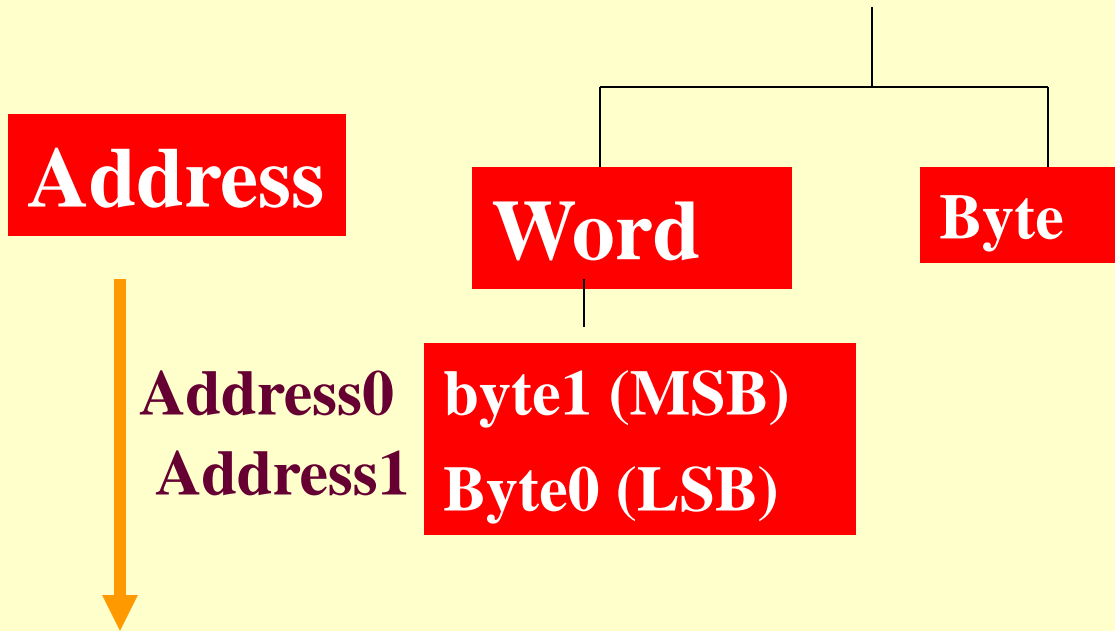 Address
Word
Byte
Address0
byte1 (MSB)
Address1
Byte0 (LSB)